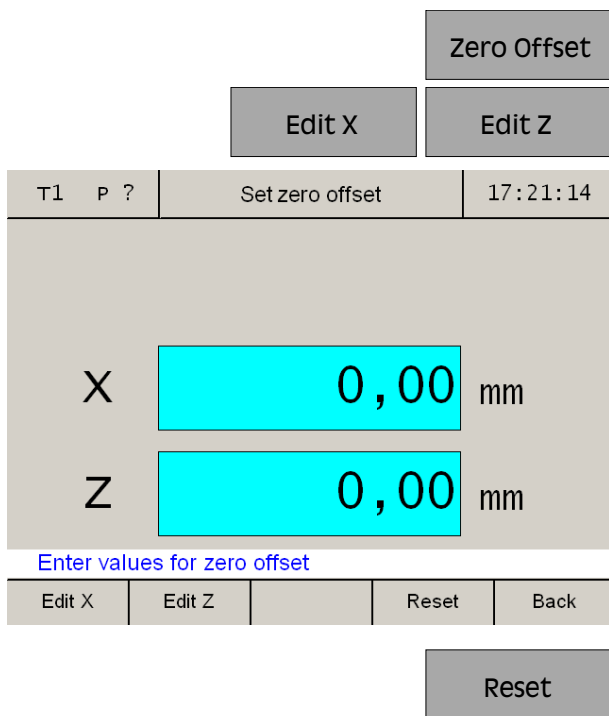 Zero Offset
Edit X Edit Z
T1 P ? Set zero offset 17:21:14
X 0,00 mm
Z 0,00 mm
Enter values for zero offset
Edit X Edit Z Reset Back
Reset